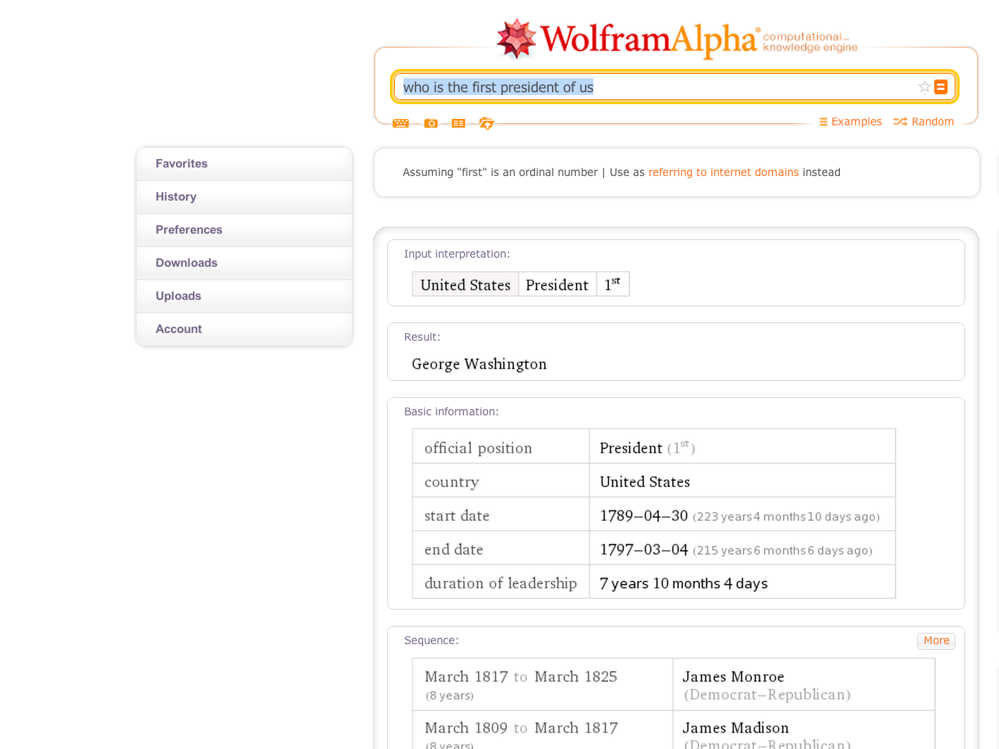 WolframAlpha® computational...
knowledge engine
who is the first president of us
Examples Random
Favorites
History
Preferences
Downloads
Uploads
Account
Assuming "first" is an ordinal number | Use as referring to internet domains instead
Input interpretation:
United States President 1st
Result:
George Washington
Basic information:
official position President (1st)
country United States
start date 1789-04-30 (223 years 4 months 10 days ago)
end date 1797-03-04 (215 years 6 months 6 days ago)
duration of leadership 7 years 10 months 4 days
Sequence: More
March 1817 to March 1825 James Monroe
(8 years) (Democrat-Republican)
March 1809 to March 1817 James Madison
(8 years) (Democrat-Republican)